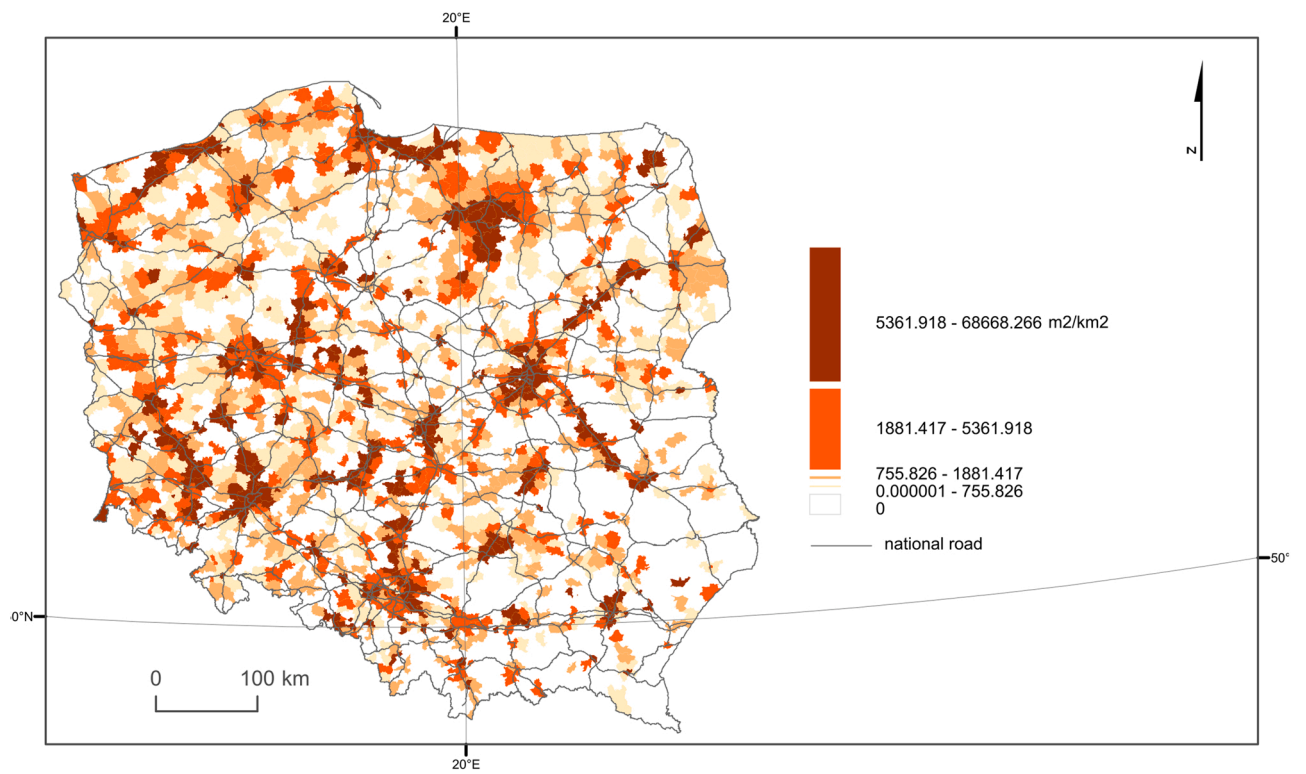 20°E
N
5361.918 - 68668.266 m2/km2
1881.417 - 5361.918
755.826 - 1881.417
0.000001 - 755.826
0
national road
50°
0°N
0 100 km
20°E